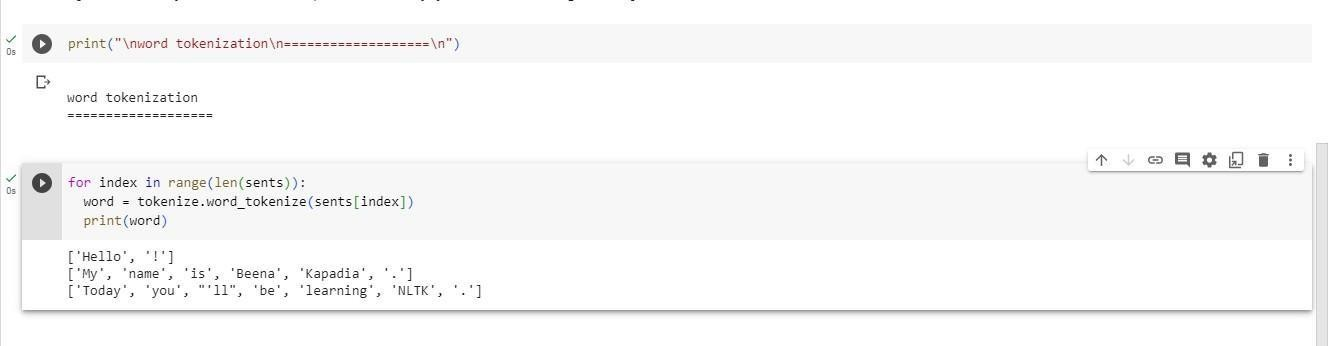 0s
print("\nword tokenization\n===================\n")
word tokenization
===================
0s
for index in range(len(sents)):
  word = tokenize.word_tokenize(sents[index])
  print(word)
['Hello', '!']
['My', 'name', 'is', 'Beena', 'Kapadia', '.']
['Today', 'you', "'ll", 'be', 'learning', 'NLTK', '.']